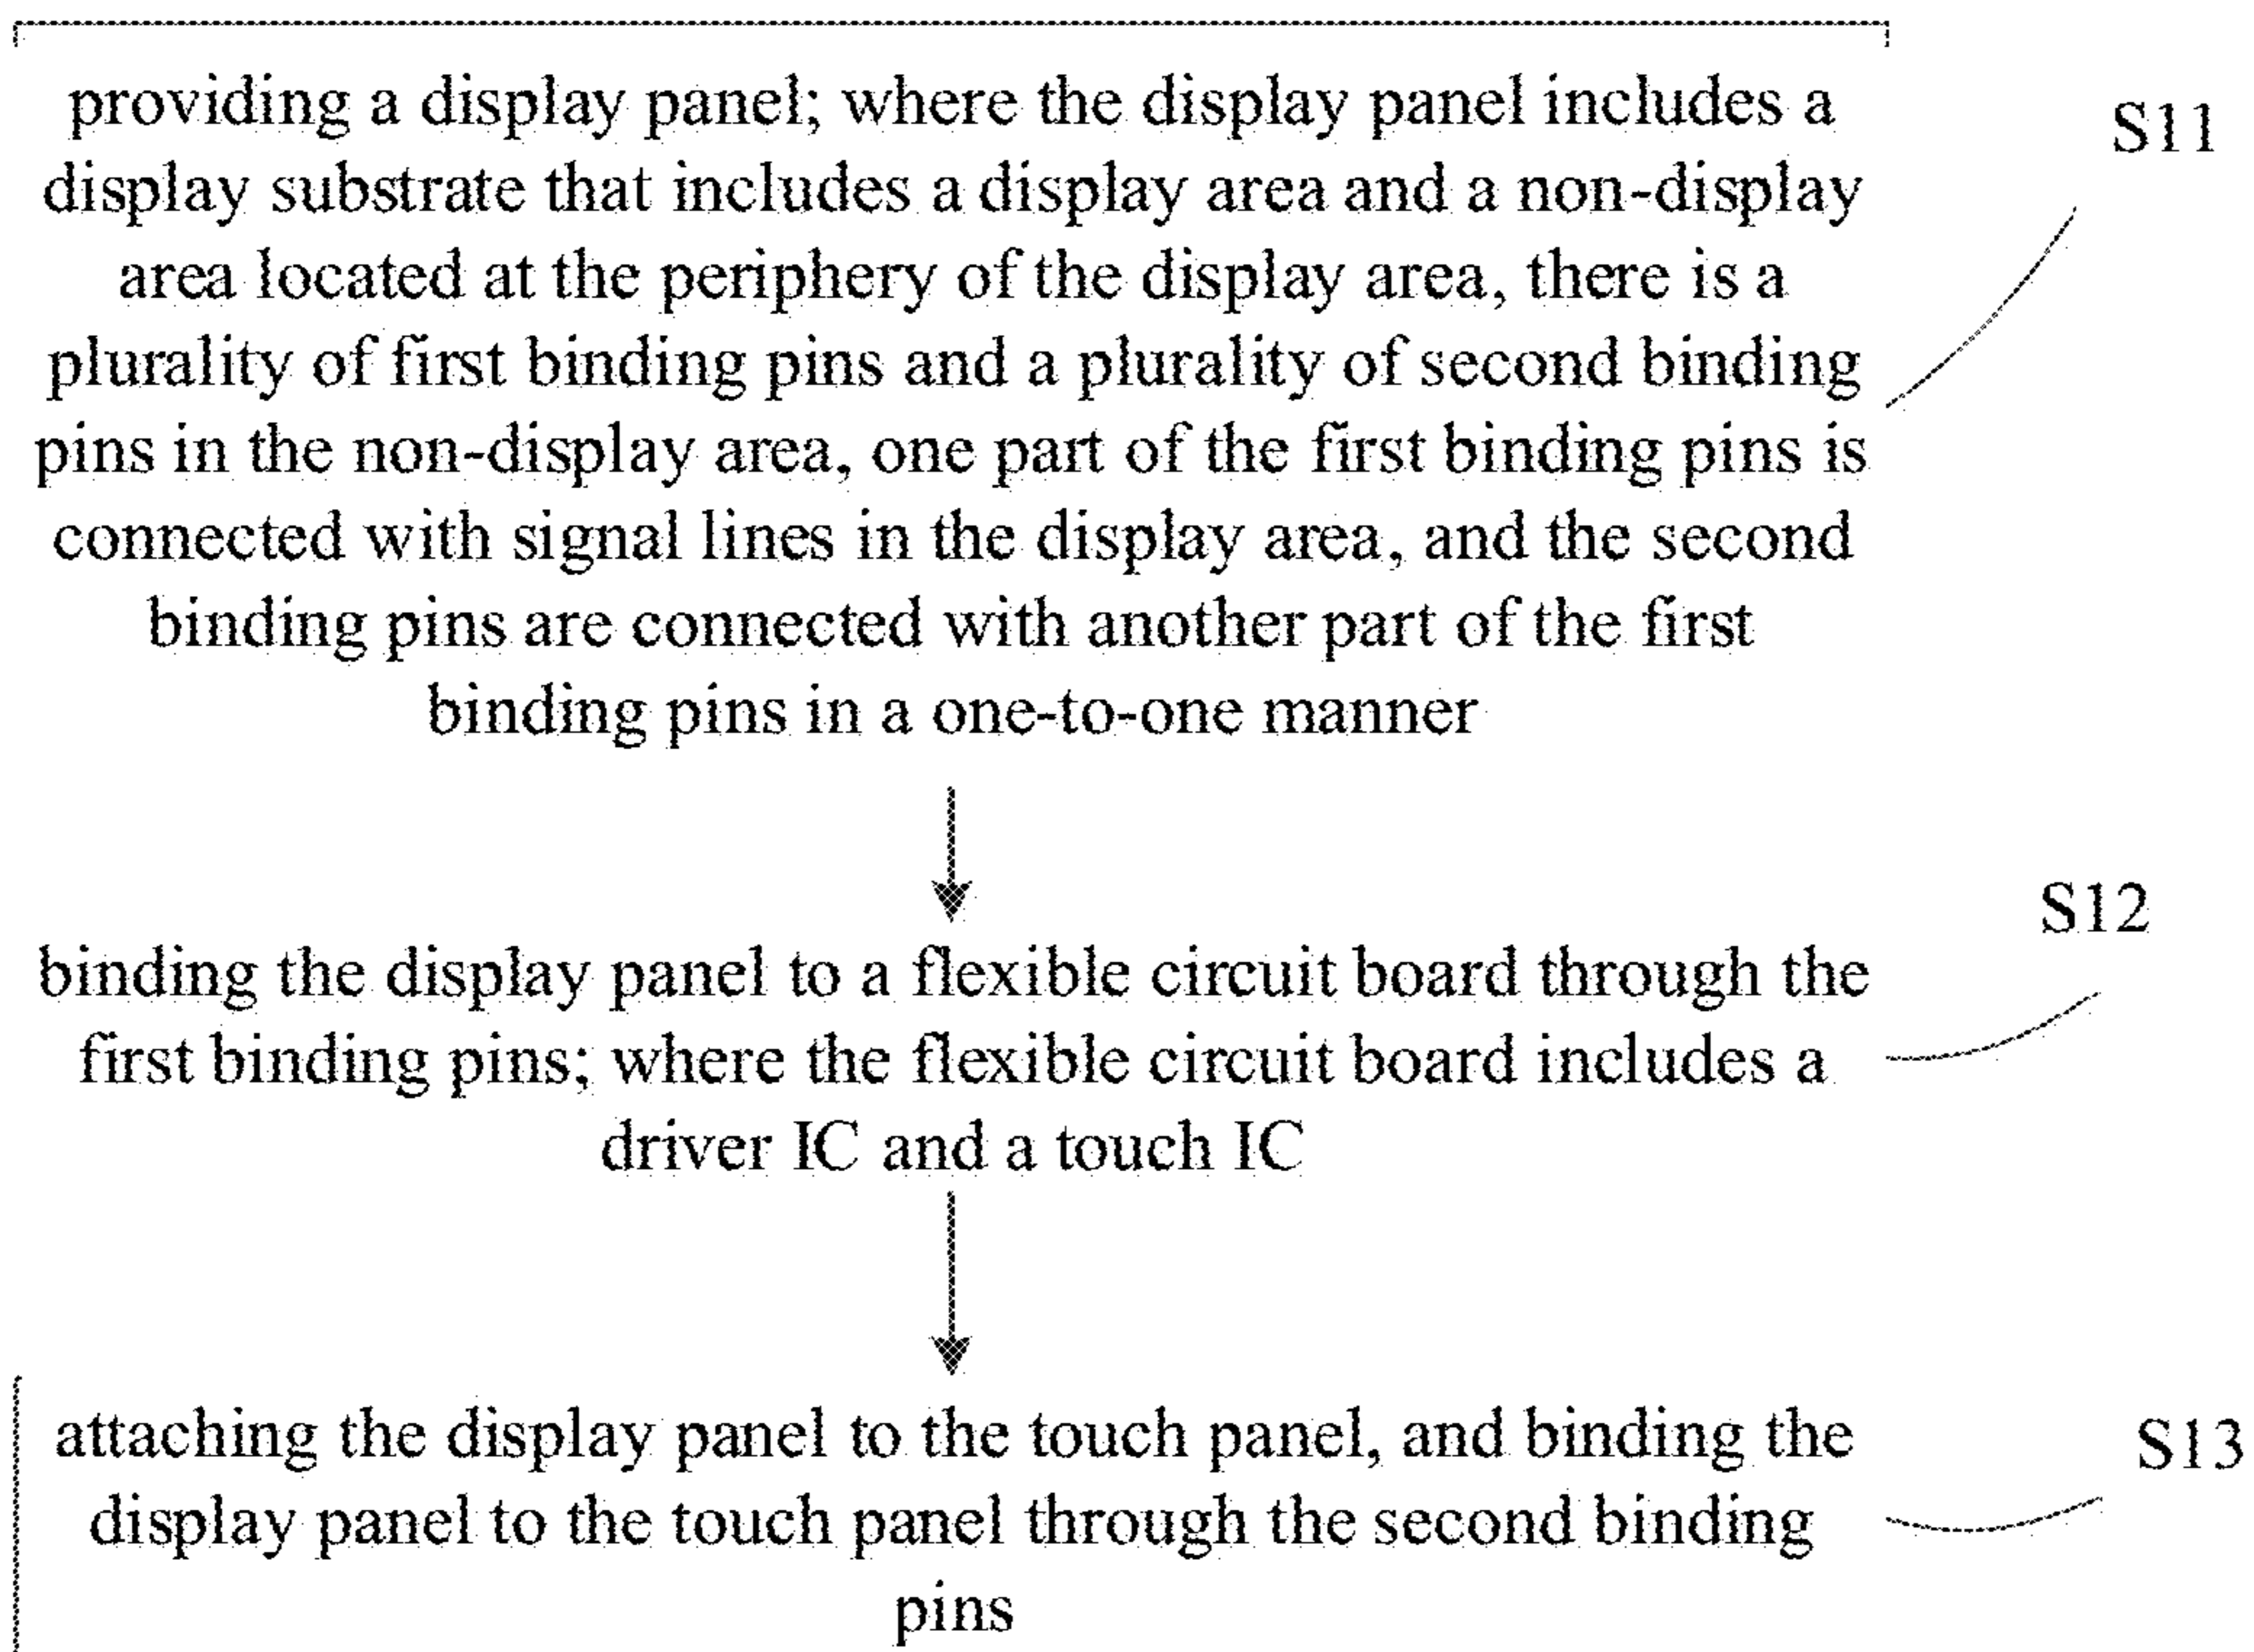 providing a display panel; where the display panel includes a
S11
display substrate that includes a display area and a non-display
area located at the periphery of the display area, there is a
plurality of first binding pins and a plurality of second binding
pins in the non-display area, one part of the first binding pins is
connected with signal lines in the display area, and the second
binding pins are connected with another part of the first
binding pins in a one-to-one manner
S12
binding the display panel to a flexible circuit board through the
first binding pins; where the flexible circuit board includes a
driver IC and a touch IC
attaching the display panel to the touch panel, and binding the
S13
display panel to the touch panel through the second binding
pins